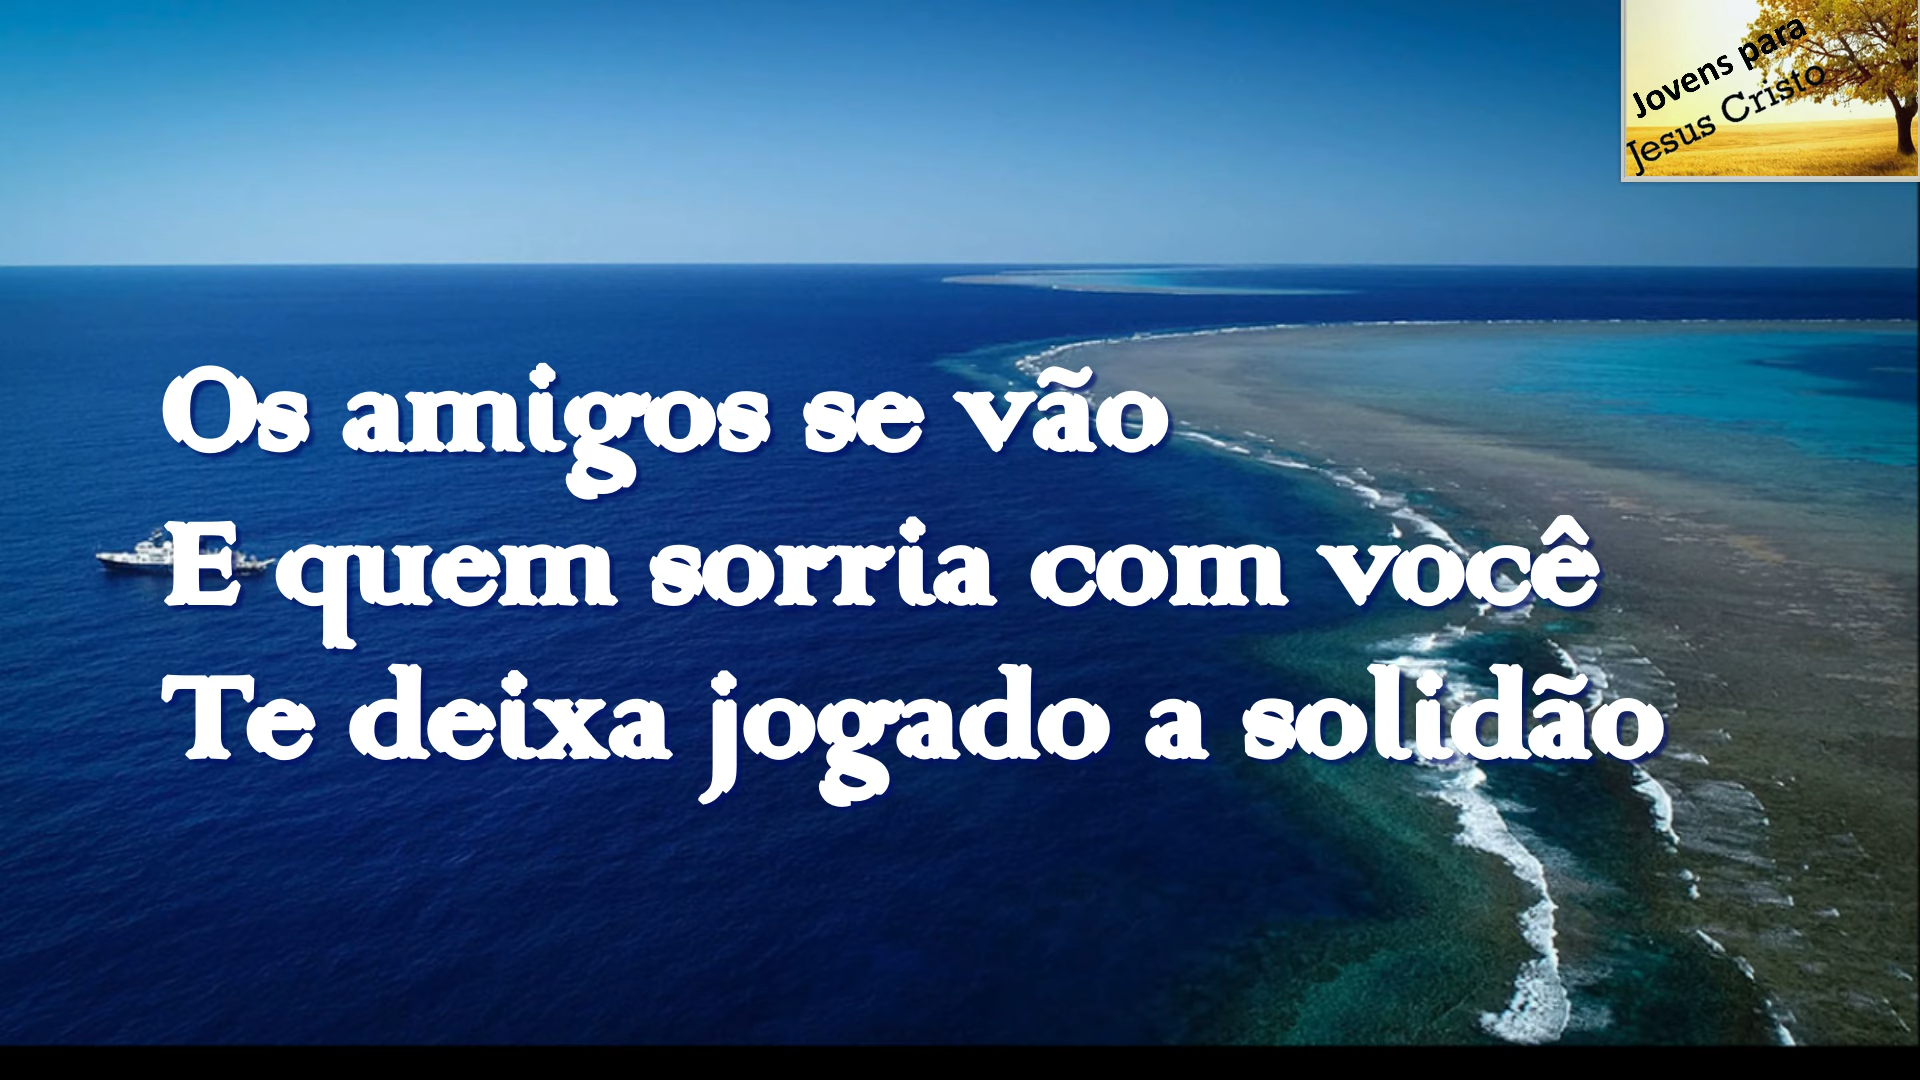 Jovens para
Jesus Cristo
Os amigos se vão
E quem sorria com você
Te deixa jogado a solidão